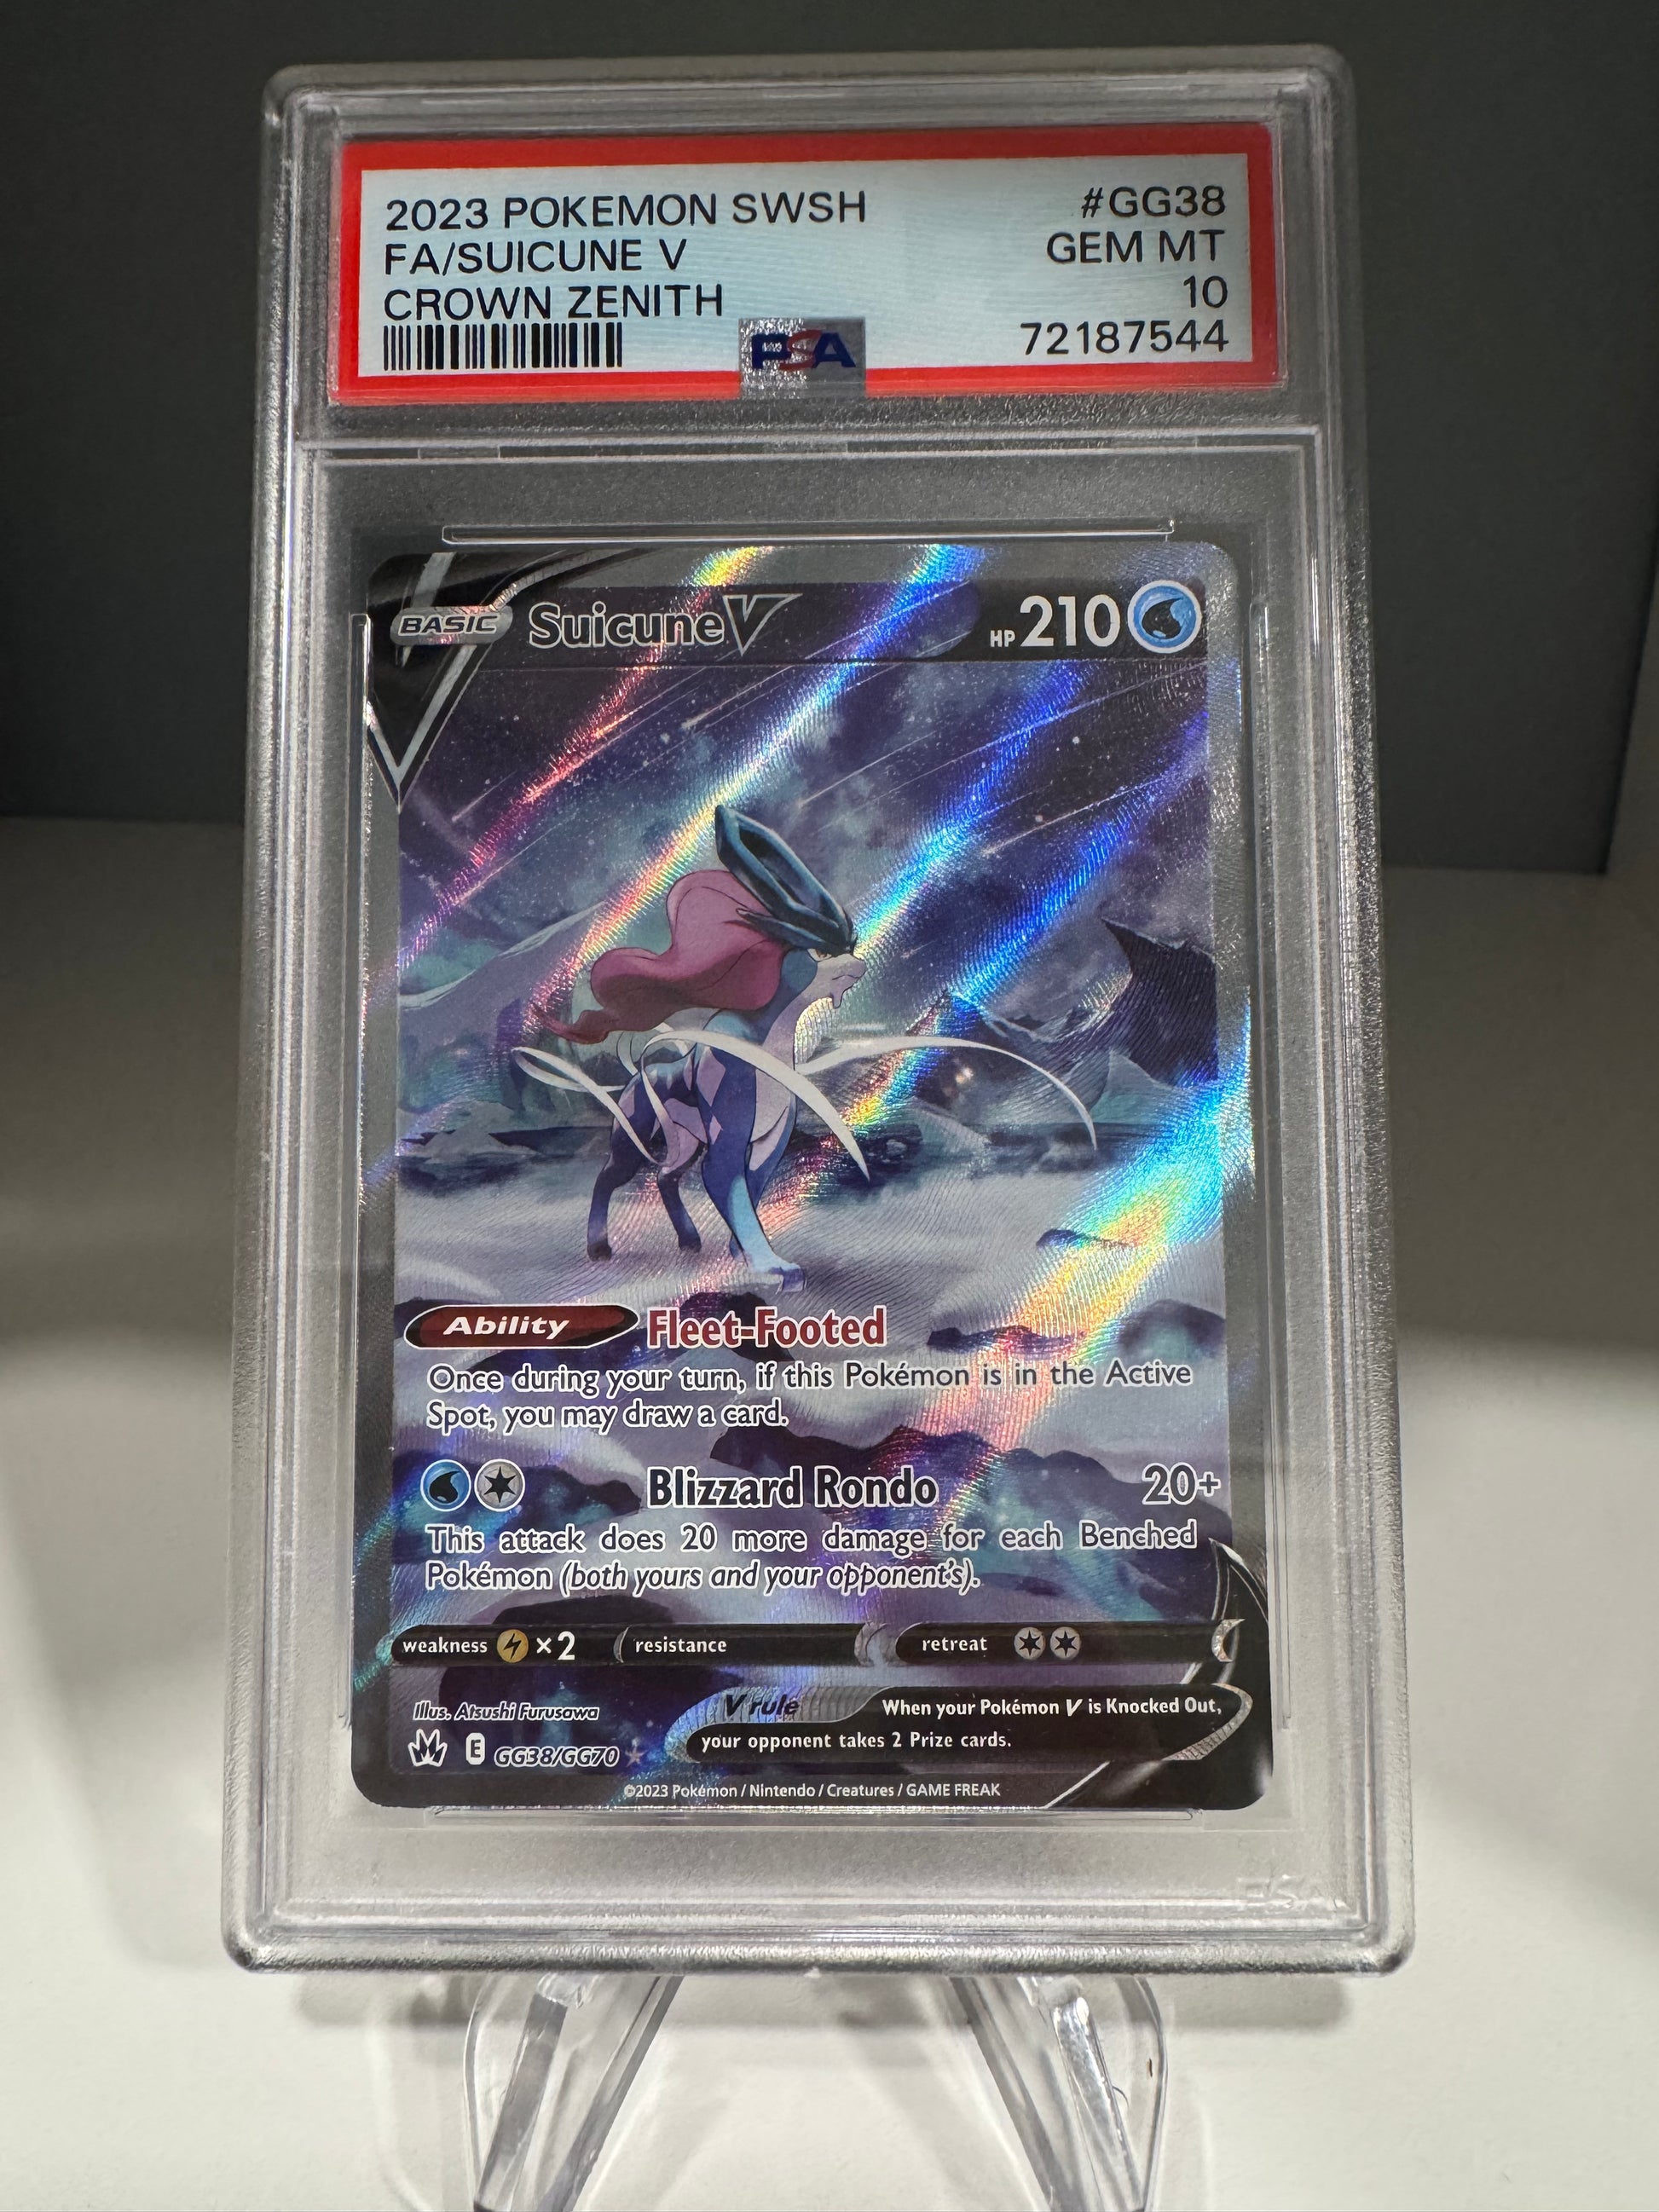 2023 POKEMON SWSH #GG38
FA/SUICUNE V GEM MT
CROWN ZENITH 10
PSA 72187544
BASIC Suicune V HP 210
Ability Fleet-Footed
Once during your turn, if this Pokémon is in the Active
Spot, you may draw a card.
Blizzard Rondo 20+
This attack does 20 more damage for each Benched
Pokémon (both yours and your opponent's).
weakness ×2 resistance retreat
Illus. Atsushi Furusawa
V rule When your Pokémon V is Knocked Out,
your opponent takes 2 Prize cards.
E GG38/GG70
©2023 Pokémon / Nintendo / Creatures / GAME FREAK